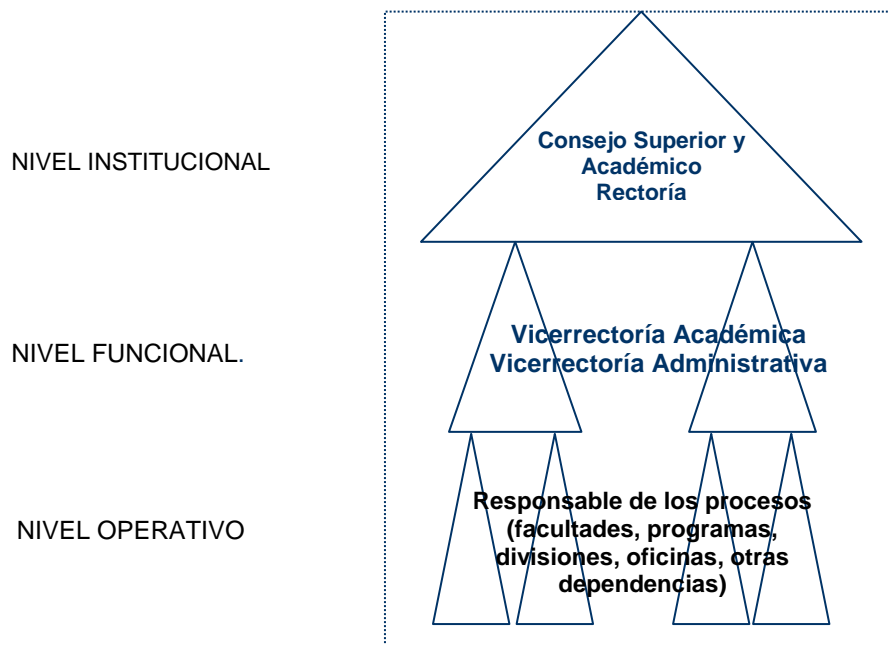 NIVEL INSTITUCIONAL
Consejo Superior y
Académico
Rectoría
NIVEL FUNCIONAL.
Vicerrectoría Académica
Vicerrectoría Administrativa
NIVEL OPERATIVO
Responsable de los procesos
(facultades, programas,
divisiones, oficinas, otras
dependencias)